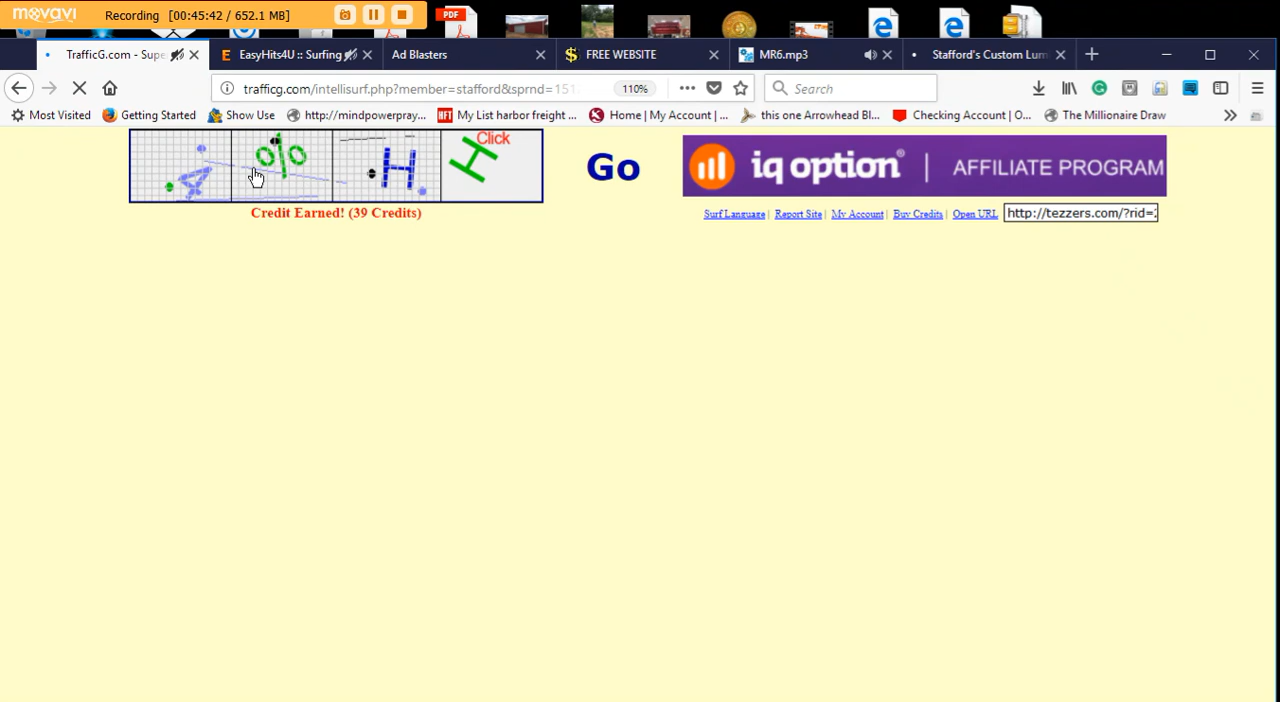 movavi
Recording [00:45:42 / 652.1 MB]
PDF
TrafficG.com - Supe
EasyHits4U :: Surfing
Ad Blasters
FREE WEBSITE
MR6.mp3
Stafford's Custom Lum
trafficg.com/intellisurf.php?member=stafford&sprnd=151
110%
Search
Most Visited
Getting Started
Show Use
http://mindpowerpray...
HFT My List harbor freight ...
Home | My Account | ...
this one Arrowhead Bl...
Checking Account | O...
The Millionaire Draw
&
%
H
H
Click
Go
iq option | AFFILIATE PROGRAM
Credit Earned! (39 Credits)
Surf Language | Report Site | My Account | Buy Credits | Open URL
http://tezzers.com/?rid=